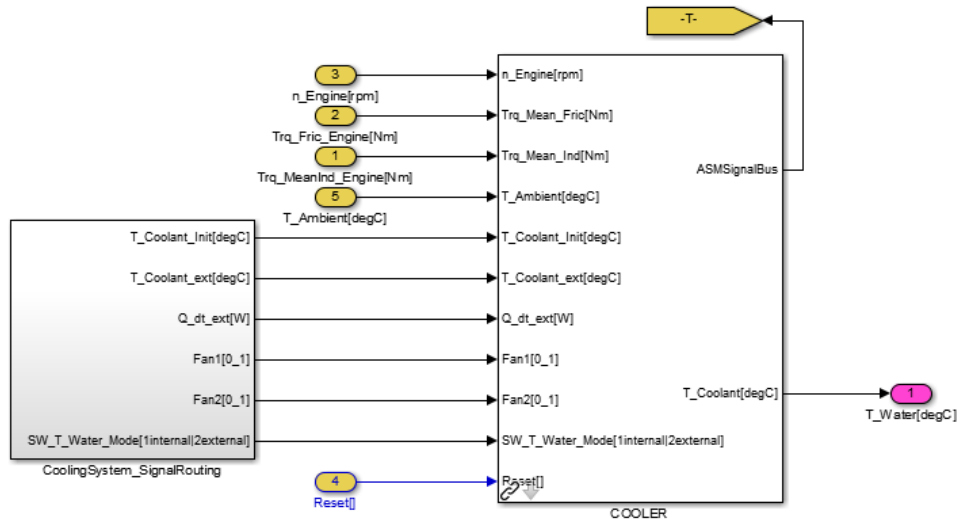 -T-
3
n_Engine[rpm]
2
Trq_Fric_Engine[Nm]
1
Trq_MeanInd_Engine[Nm]
5
T_Ambient[degC]
n_Engine[rpm]
Trq_Mean_Fric[Nm]
Trq_Mean_Ind[Nm]
T_Ambient[degC]
T_Coolant_Init[degC]
T_Coolant_ext[degC]
Q_dt_ext[W]
Fan1[0_1]
Fan2[0_1]
SW_T_Water_Mode[1internal|2external]
Reset[]
ASMSignalBus
T_Coolant[degC]
COOLER
T_Coolant_Init[degC]
T_Coolant_ext[degC]
Q_dt_ext[W]
Fan1[0_1]
Fan2[0_1]
SW_T_Water_Mode[1internal|2external]
CoolingSystem_SignalRouting
4
Reset[]
1
T_Water[degC]